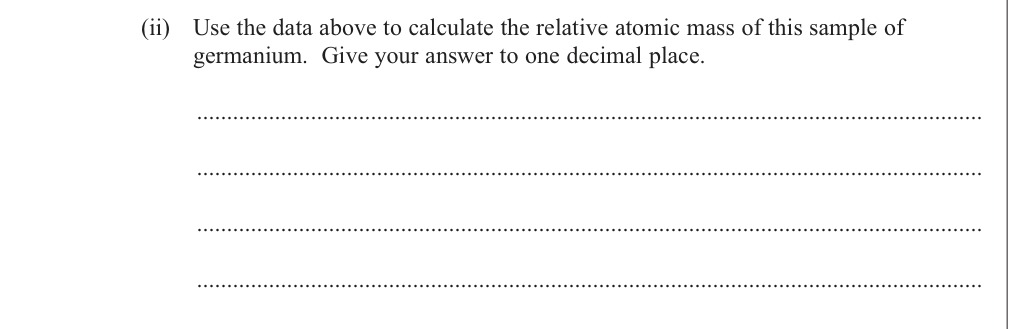 (ii) Use the data above to calculate the relative atomic mass of this sample of
germanium. Give your answer to one decimal place.